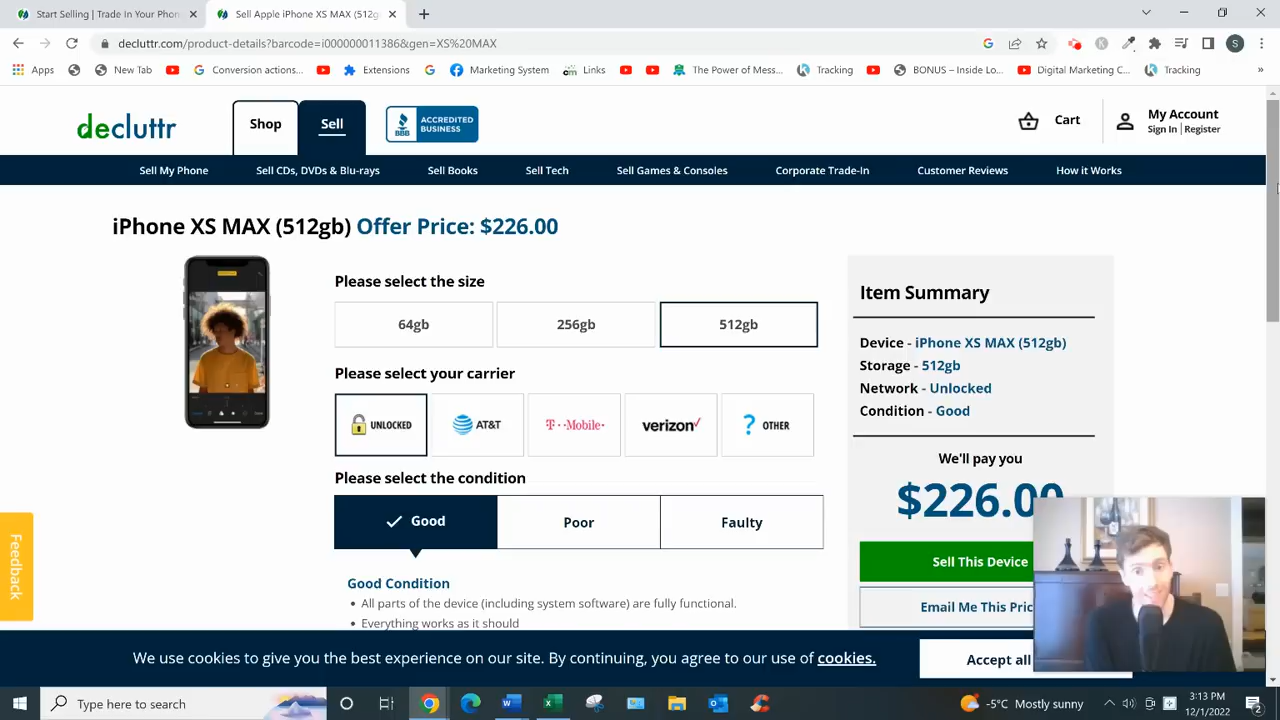 Start Selling | Trade In Your Phon
Sell Apple iPhone XS MAX (512g
decluttr.com/product-details?barcode=i000000011386&gen=XS%20MAX
S
Apps
New Tab
Conversion actions...
Extensions
Marketing System
Links
The Power of Mess...
Tracking
BONUS – Inside Lo...
Digital Marketing C...
Tracking
decluttr
Shop
Sell
BBB
ACCREDITED
BUSINESS
Cart
My Account
Sign In | Register
Sell My Phone
Sell CDs, DVDs & Blu-rays
Sell Books
Sell Tech
Sell Games & Consoles
Corporate Trade-In
Customer Reviews
How it Works
iPhone XS MAX (512gb) Offer Price: $226.00
Please select the size
64gb
256gb
512gb
Please select your carrier
UNLOCKED
AT&T
T··Mobile·
verizon
? OTHER
Please select the condition
Good
Poor
Faulty
Good Condition
• All parts of the device (including system software) are fully functional.
• Everything works as it should
Item Summary
Device - iPhone XS MAX (512gb)
Storage - 512gb
Network - Unlocked
Condition - Good
We'll pay you
$226.00
Sell This Device
Email Me This Pric
Feedback
We use cookies to give you the best experience on our site. By continuing, you agree to our use of cookies.
Accept all
Type here to search
-5°C Mostly sunny
3:13 PM
12/1/2022
2